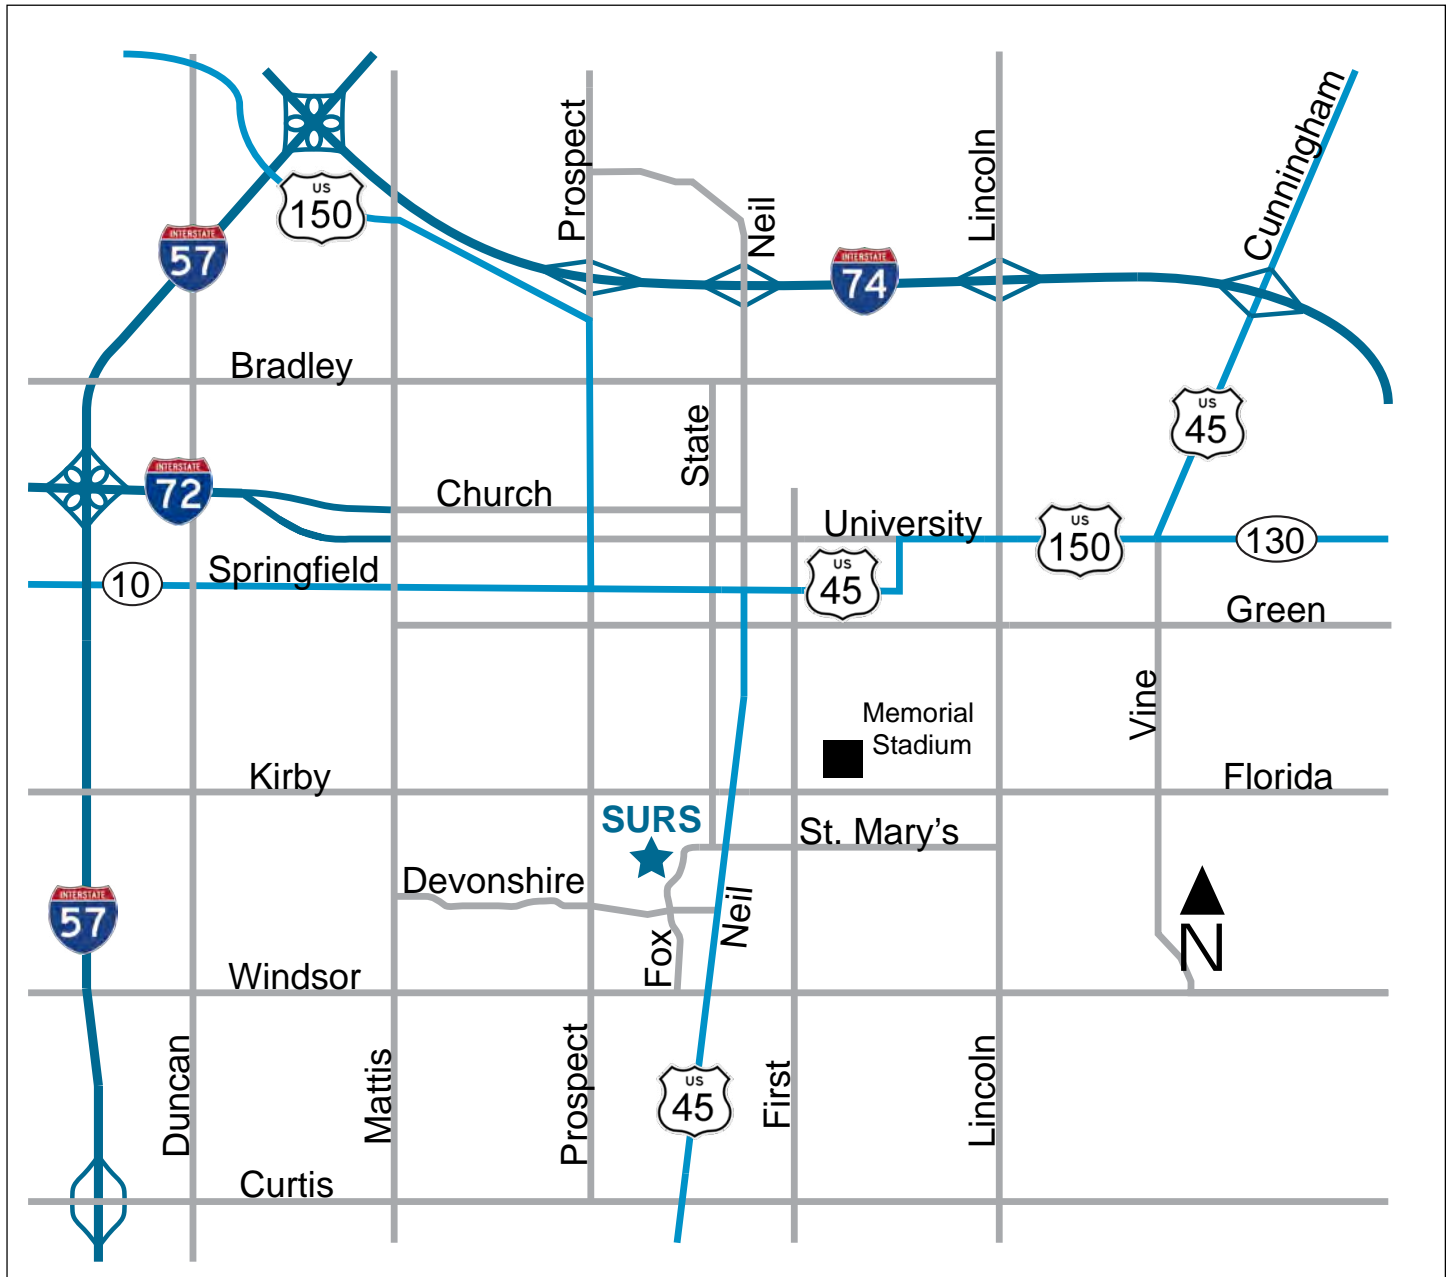 Prospect
Neil
Lincoln
Cunningham
US
150
INTERSTATE
57
INTERSTATE
74
Bradley
State
US
45
INTERSTATE
72
Church
University
US
150
130
10
Springfield
US
45
Green
Vine
Memorial
Stadium
Kirby
Florida
SURS
St. Mary's
Devonshire
INTERSTATE
57
Fox
Neil
N
Windsor
Duncan
Mattis
Prospect
US
45
First
Lincoln
Curtis